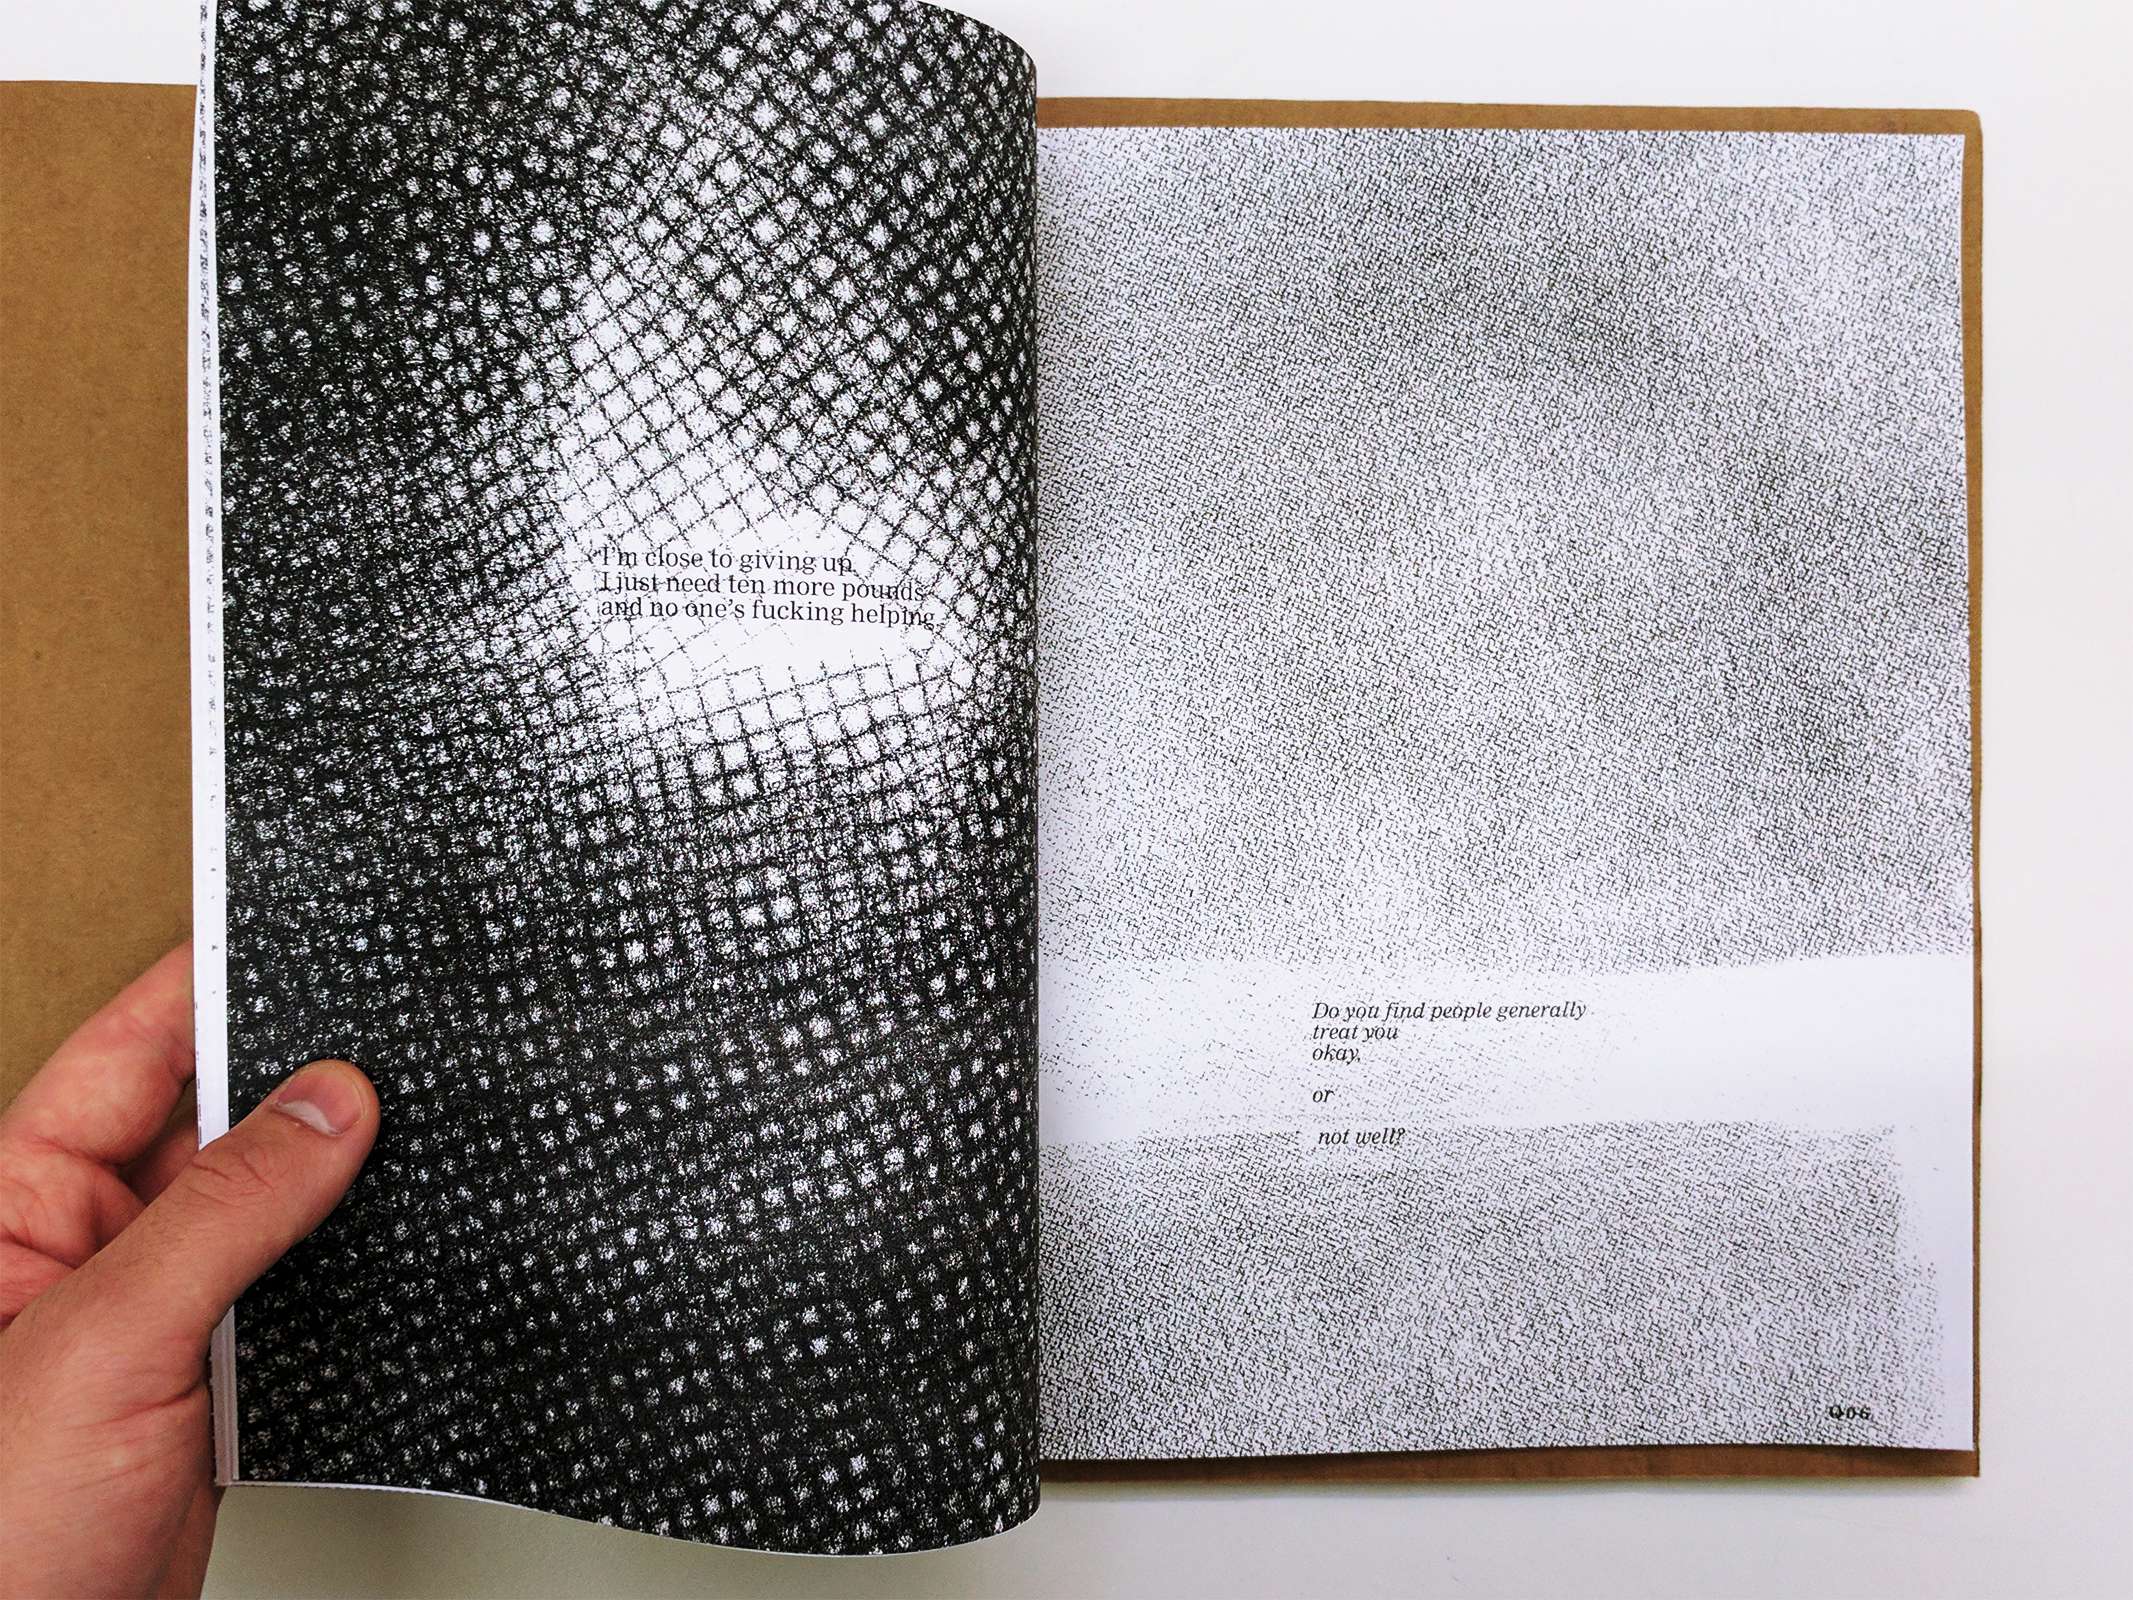 I'm close to giving up.
I just need ten more pounds
and no one's fucking helping.
Do you find people generally
treat you
okay,
or
not well?
Q06